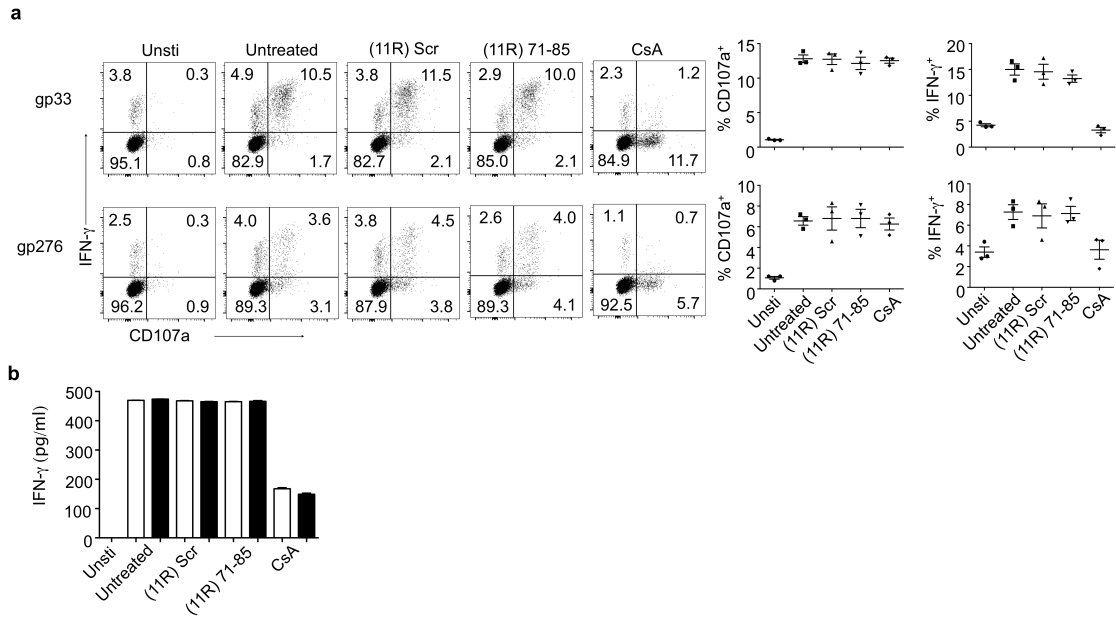 a
Unsti Untreated (11R) Scr (11R) 71-85 CsA
gp33
3.8 0.3
95.1 0.8
4.9 10.5
82.9 1.7
3.8 11.5
82.7 2.1
2.9 10.0
85.0 2.1
2.3 1.2
84.9 11.7
gp276
2.5 0.3
96.2 0.9
4.0 3.6
89.3 3.1
3.8 4.5
87.9 3.8
2.6 4.0
89.3 4.1
1.1 0.7
92.5 5.7
IFN-γ
CD107a
% CD107a⁺
15
10
5
0
% IFN-γ⁺
20
15
10
5
0
% CD107a⁺
10
8
6
4
2
0
Unsti
Untreated
(11R) Scr
(11R) 71-85
CsA
% IFN-γ⁺
10
8
6
4
2
0
Unsti
Untreated
(11R) Scr
(11R) 71-85
CsA
b
IFN-γ (pg/ml)
500
400
300
200
100
0
Unsti
Untreated
(11R) Scr
(11R) 71-85
CsA